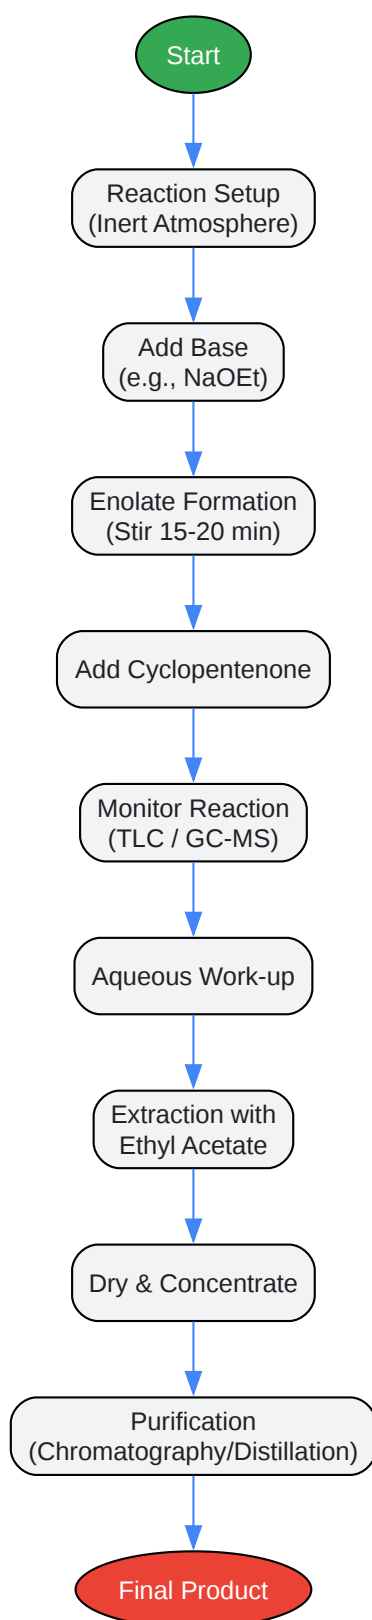 Start
Reaction Setup
(Inert Atmosphere)
Add Base
(e.g., NaOEt)
Enolate Formation
(Stir 15-20 min)
Add Cyclopentenone
Monitor Reaction
(TLC / GC-MS)
Aqueous Work-up
Extraction with
Ethyl Acetate
Dry & Concentrate
Purification
(Chromatography/Distillation)
Final Product